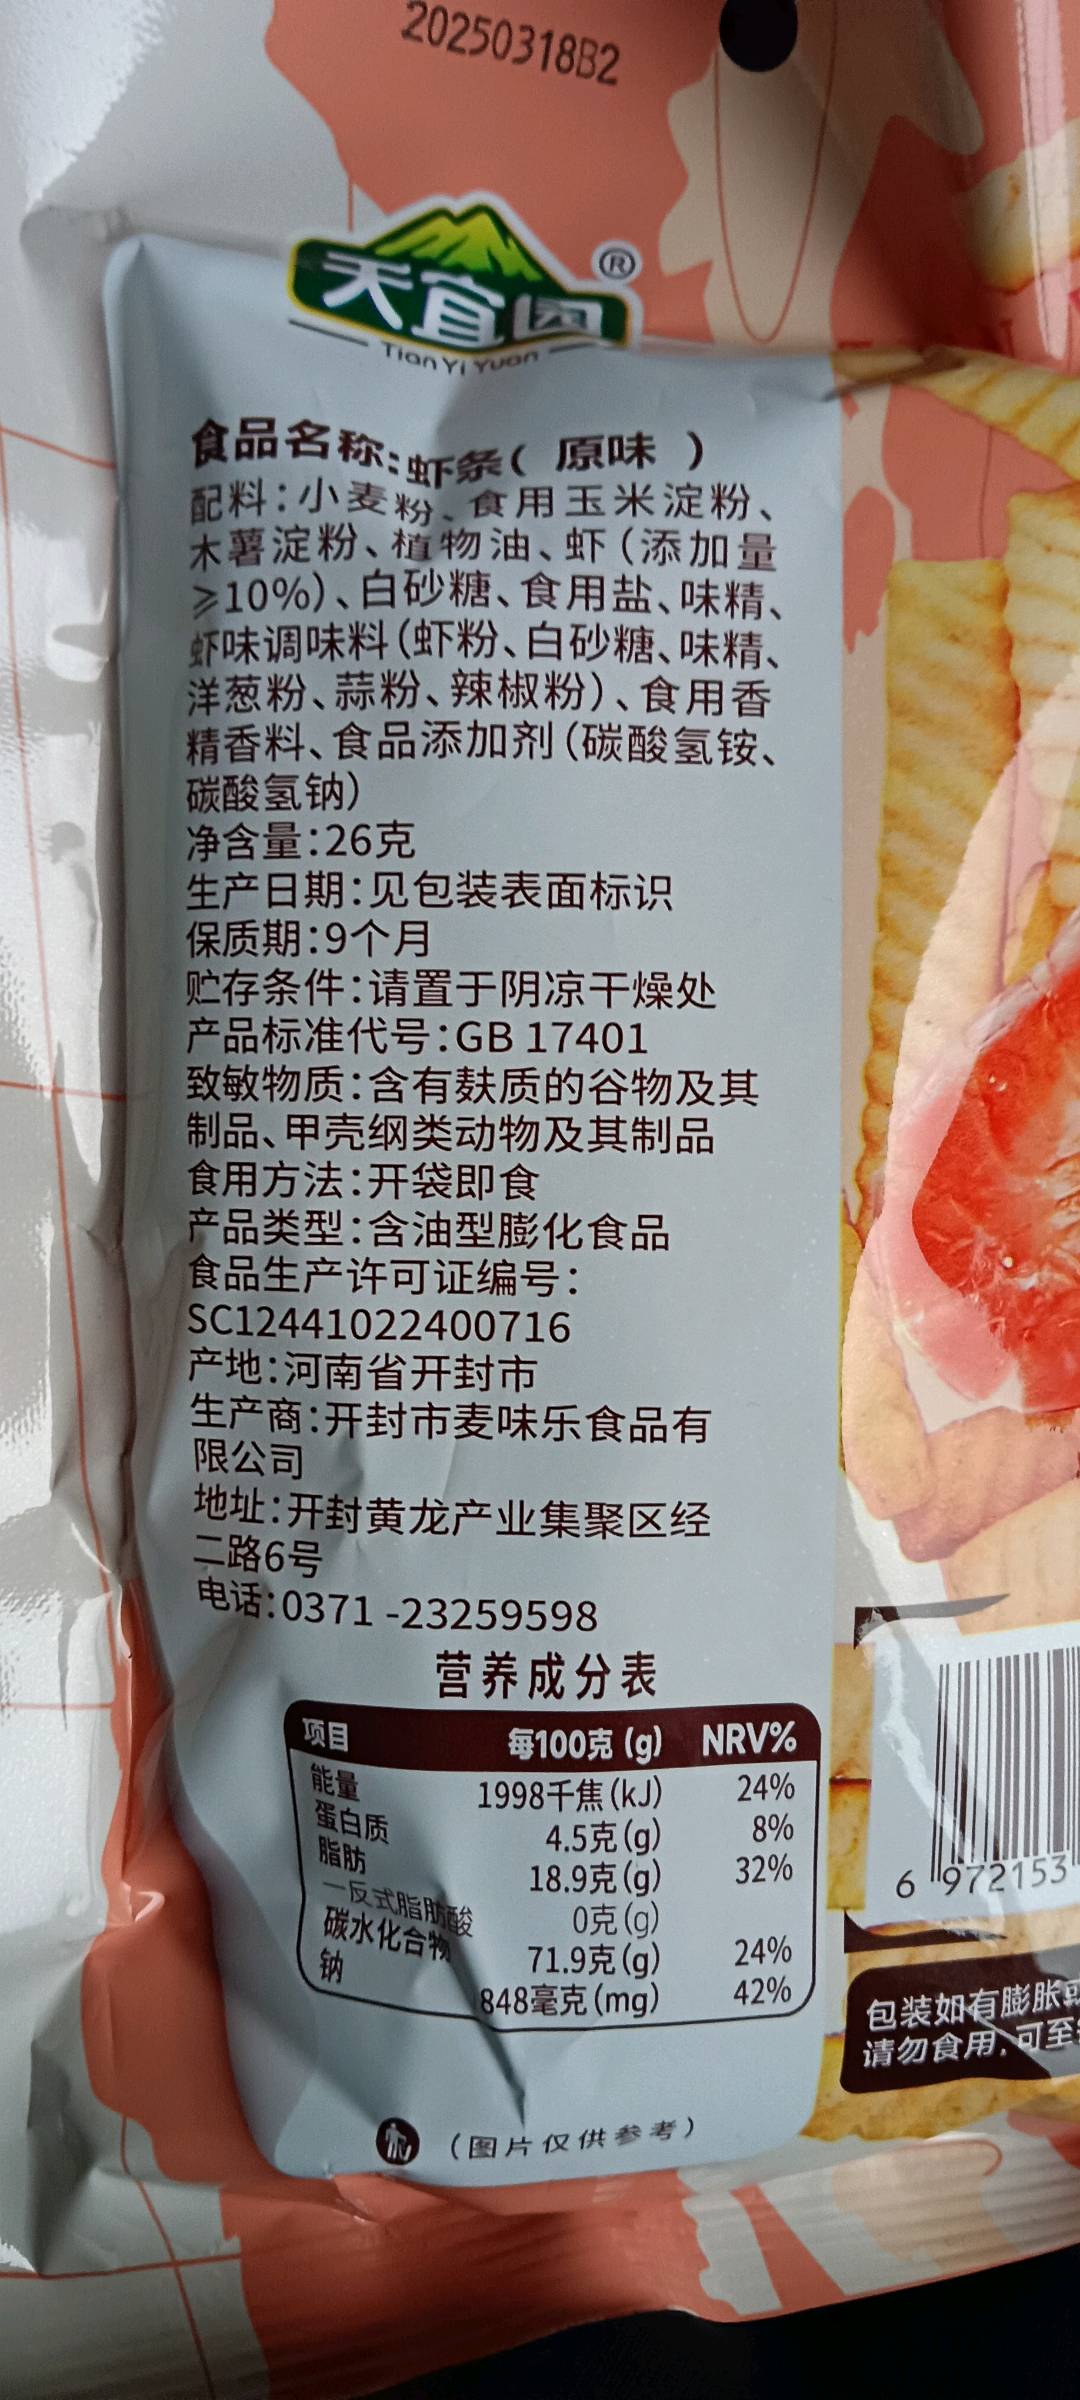 20250318B2
天宜园®
Tian Yi Yuan
食品名称:虾条( 原味 )
配料:小麦粉、食用玉米淀粉、
木薯淀粉、植物油、虾(添加量
≥10%)、白砂糖、食用盐、味精、
虾味调味料(虾粉、白砂糖、味精、
洋葱粉、蒜粉、辣椒粉)、食用香
精香料、食品添加剂(碳酸氢铵、
碳酸氢钠)
净含量:26克
生产日期:见包装表面标识
保质期:9个月
贮存条件:请置于阴凉干燥处
产品标准代号:GB 17401
致敏物质:含有麸质的谷物及其
制品、甲壳纲类动物及其制品
食用方法:开袋即食
产品类型:含油型膨化食品
食品生产许可证编号:
SC12441022400716
产地:河南省开封市
生产商:开封市麦味乐食品有
限公司
地址:开封黄龙产业集聚区经
二路6号
电话:0371-23259598
营养成分表
项目 每100克(g) NRV%
能量 1998千焦(kJ) 24%
蛋白质 4.5克(g) 8%
脂肪 18.9克(g) 32%
—反式脂肪酸 0克(g)
碳水化合物 71.9克(g) 24%
钠 848毫克(mg) 42%
6 972153
包装如有膨胀或
请勿食用,可至
(图片仅供参考)